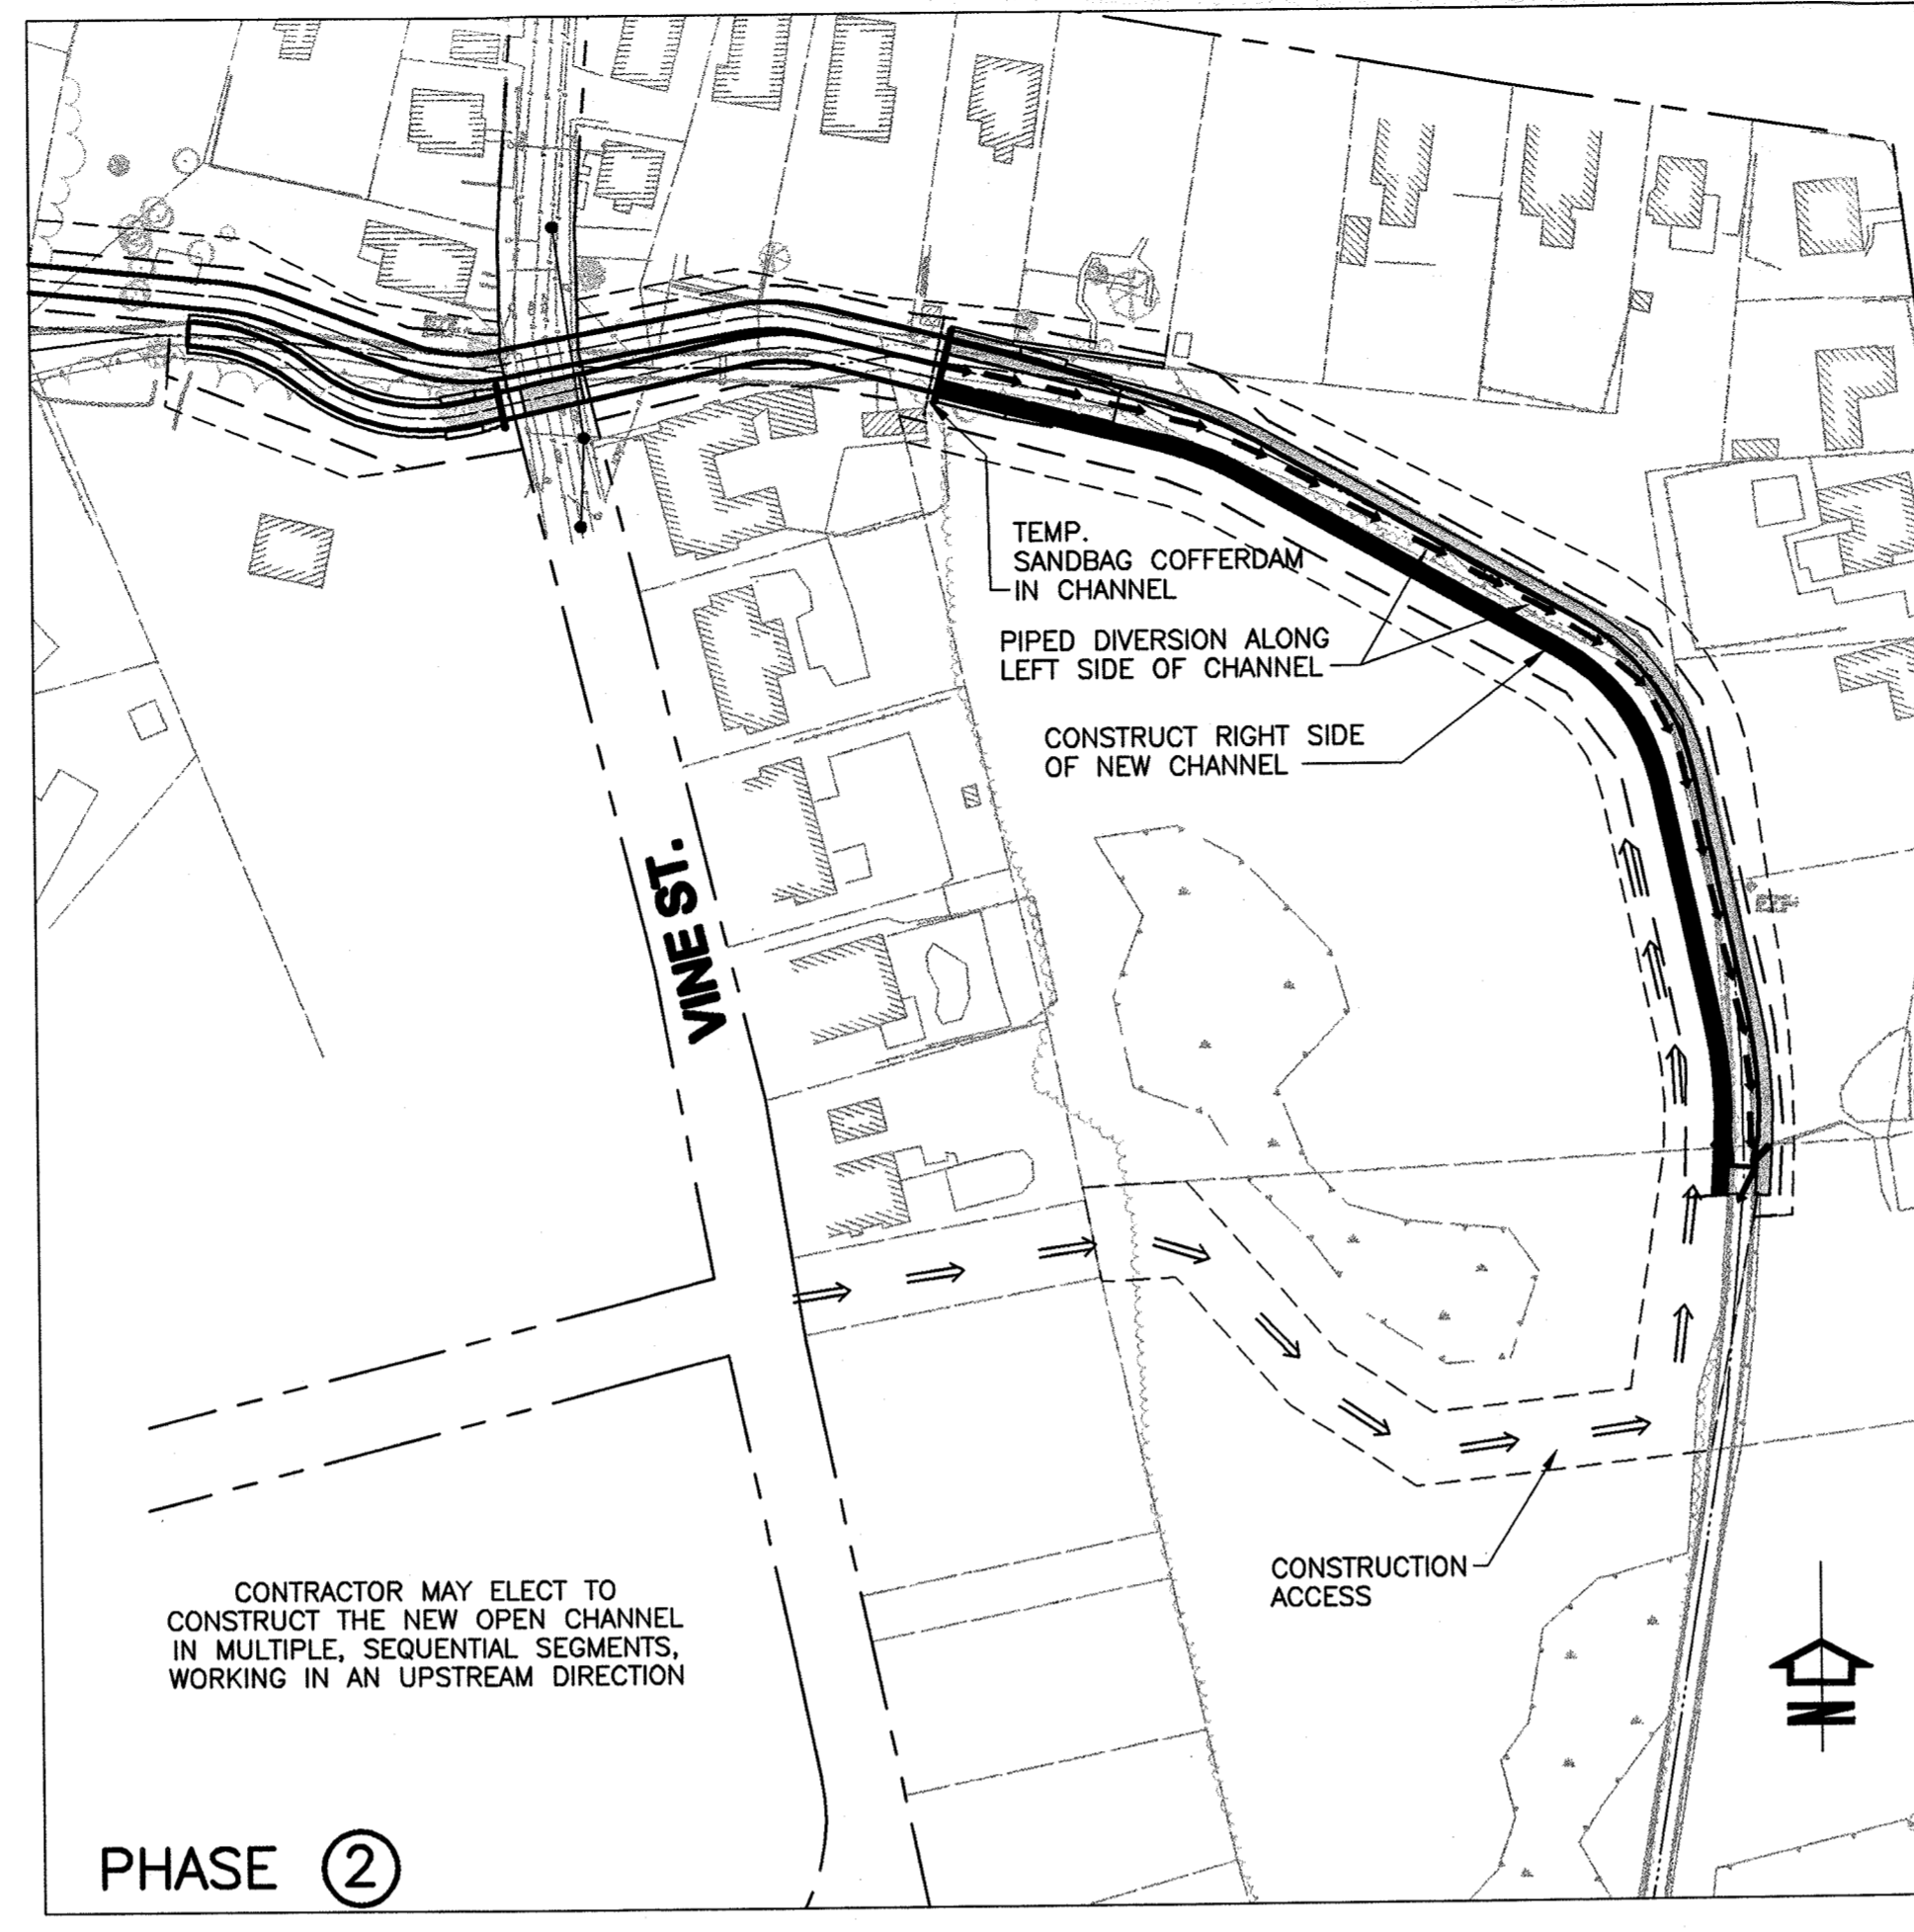 TEMP.
SANDBAG COFFERDAM
IN CHANNEL
PIPED DIVERSION ALONG
LEFT SIDE OF CHANNEL
CONSTRUCT RIGHT SIDE
OF NEW CHANNEL
VINE ST.
CONSTRUCTION
ACCESS
CONTRACTOR MAY ELECT TO
CONSTRUCT THE NEW OPEN CHANNEL
IN MULTIPLE, SEQUENTIAL SEGMENTS,
WORKING IN AN UPSTREAM DIRECTION
N
PHASE 2